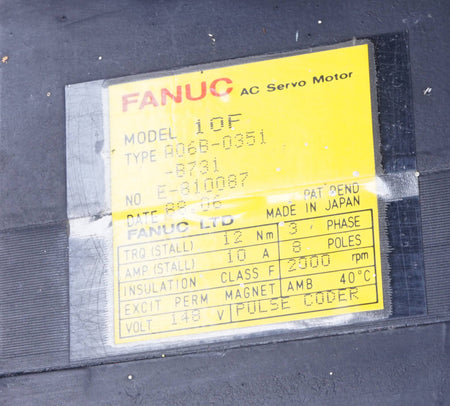 FANUC AC Servo Motor
MODEL 10F
TYPE A06B-0351
-B731
NO. E-810087
DATE 88.06 PAT PEND
FANUC LTD MADE IN JAPAN
TRQ (STALL) 12 Nm 3 PHASE
AMP (STALL) 10 A 8 POLES
INSULATION CLASS F 2000 rpm
EXCIT PERM MAGNET AMB 40°C
VOLT 148 V PULSE CODER